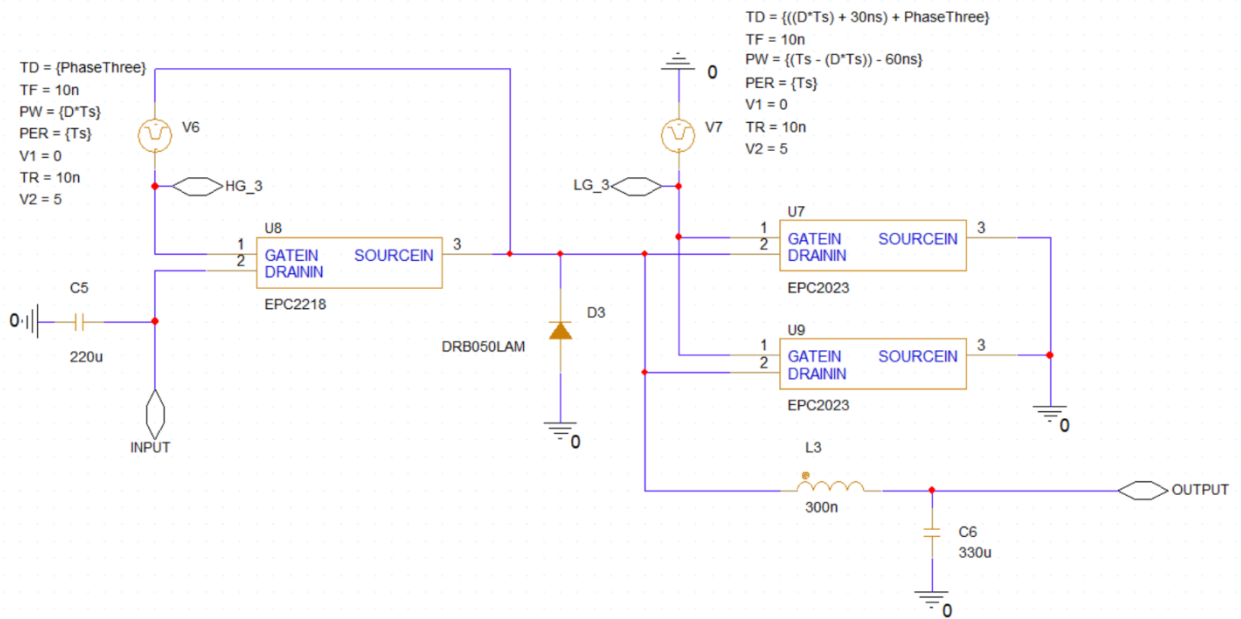 TD = {((D*Ts) + 30ns) + PhaseThree}
TF = 10n
PW = {(Ts - (D*Ts)) - 60ns}
PER = {Ts}
V1 = 0
TR = 10n
V2 = 5
0
V7
LG_3
TD = {PhaseThree}
TF = 10n
PW = {D*Ts}
PER = {Ts}
V1 = 0
TR = 10n
V2 = 5
V6
HG_3
U8
1
2
GATEIN
DRAININ
SOURCEIN
3
EPC2218
U7
1
2
GATEIN
DRAININ
SOURCEIN
3
EPC2023
C5
0
220u
INPUT
D3
DRB050LAM
0
U9
1
2
GATEIN
DRAININ
SOURCEIN
3
EPC2023
0
L3
300n
OUTPUT
C6
330u
0